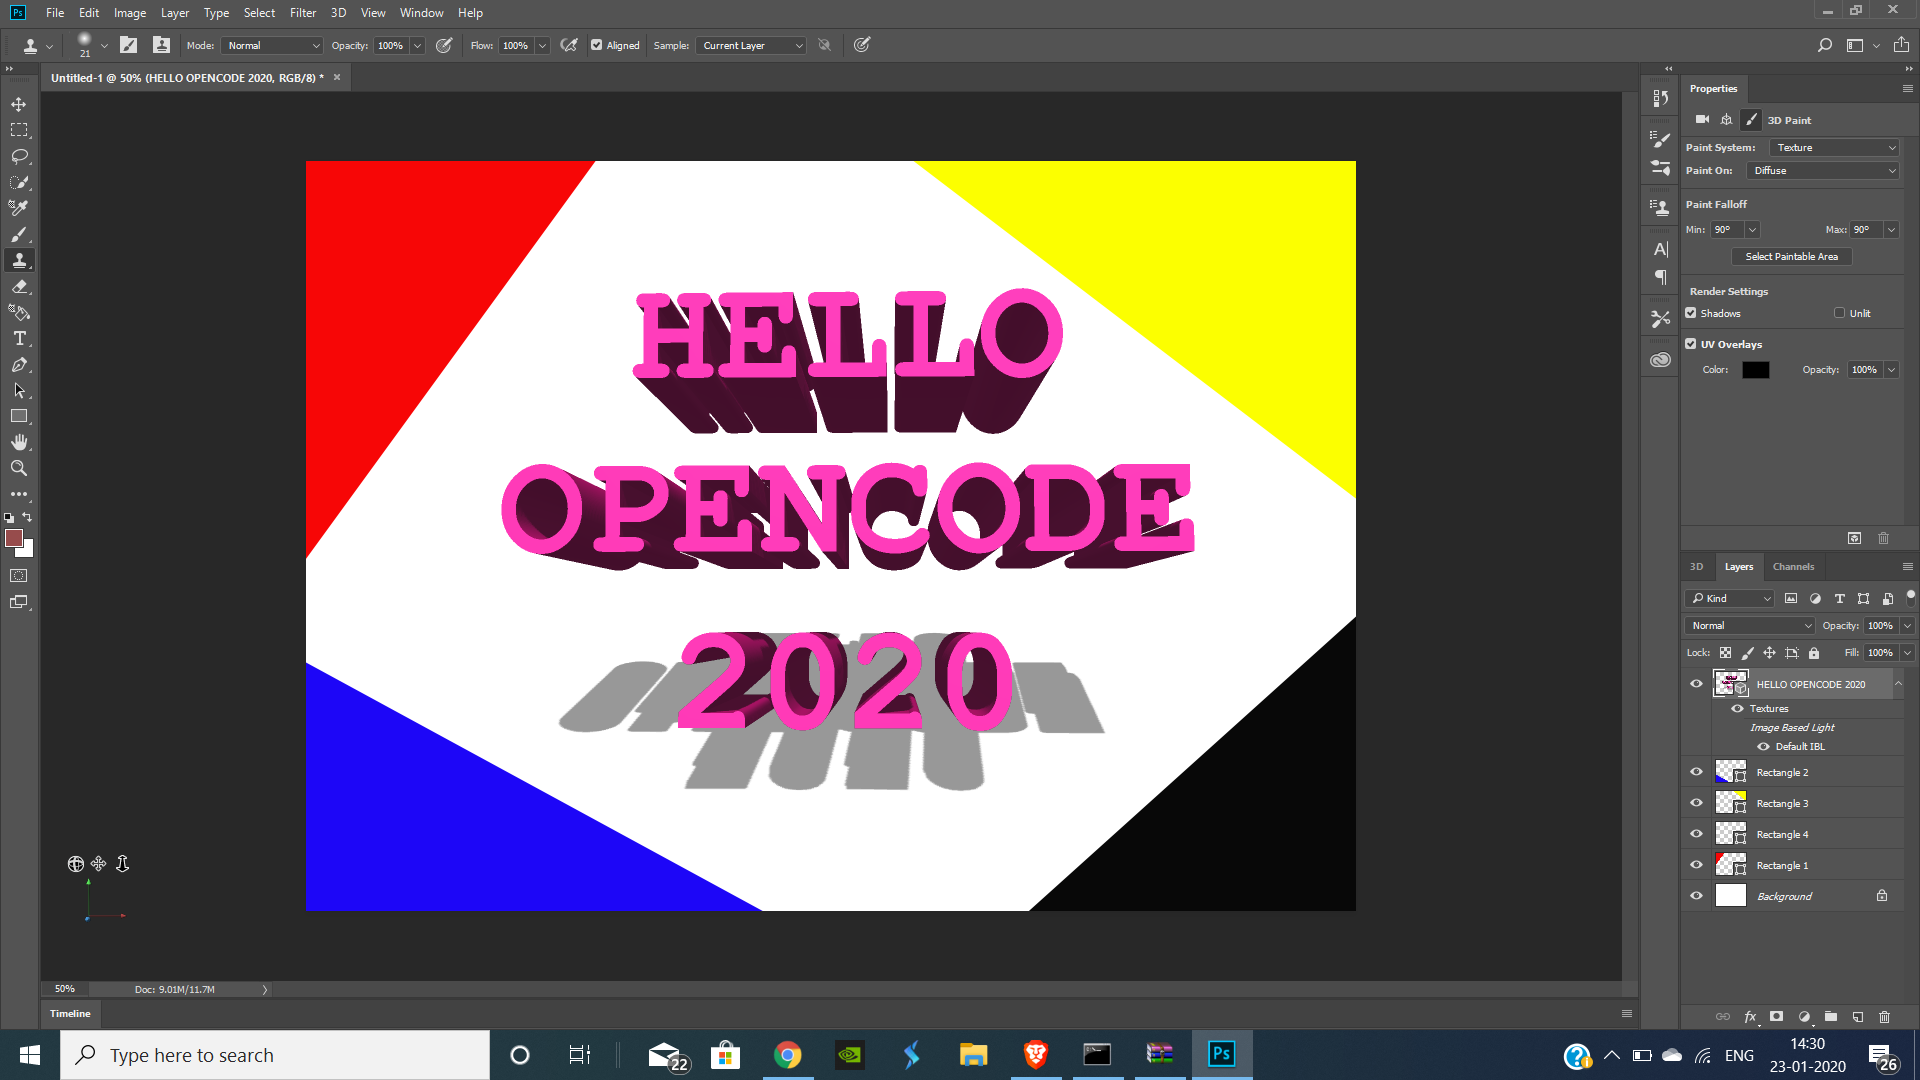 Ps File Edit Image Layer Type Select Filter 3D View Window Help
21 Mode: Normal Opacity: 100% Flow: 100% Aligned Sample: Current Layer
Untitled-1 @ 50% (HELLO OPENCODE 2020, RGB/8) * ×
HELLO
OPENCODE
2020
Properties
3D Paint
Paint System: Texture
Paint On: Diffuse
Paint Falloff
Min: 90º Max: 90º
Select Paintable Area
Render Settings
Shadows Unlit
UV Overlays
Color: Opacity: 100%
3D Layers Channels
Kind
Normal Opacity: 100%
Lock: Fill: 100%
HELLO OPENCODE 2020
Textures
Image Based Light
Default IBL
Rectangle 2
Rectangle 3
Rectangle 4
Rectangle 1
Background
fx
50% Doc: 9.01M/11.7M
Timeline
Type here to search
22
Ps
ENG
14:30
23-01-2020
26